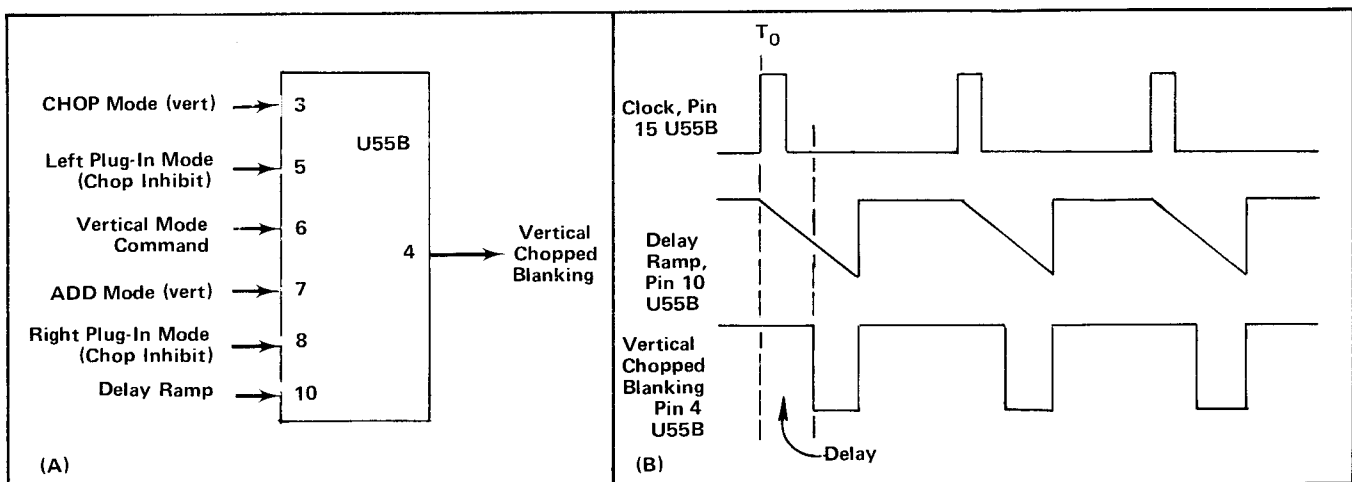 CHOP Mode (vert)
3
U55B
Left Plug-In Mode
(Chop Inhibit)
5
Vertical Mode
Command
6
4
Vertical
Chopped
Blanking
ADD Mode (vert)
7
Right Plug-In Mode
(Chop Inhibit)
8
Delay Ramp
10
(A)
T0
Clock, Pin
15 U55B
Delay
Ramp,
Pin 10
U55B
Vertical
Chopped
Blanking
Pin 4
U55B
Delay
(B)